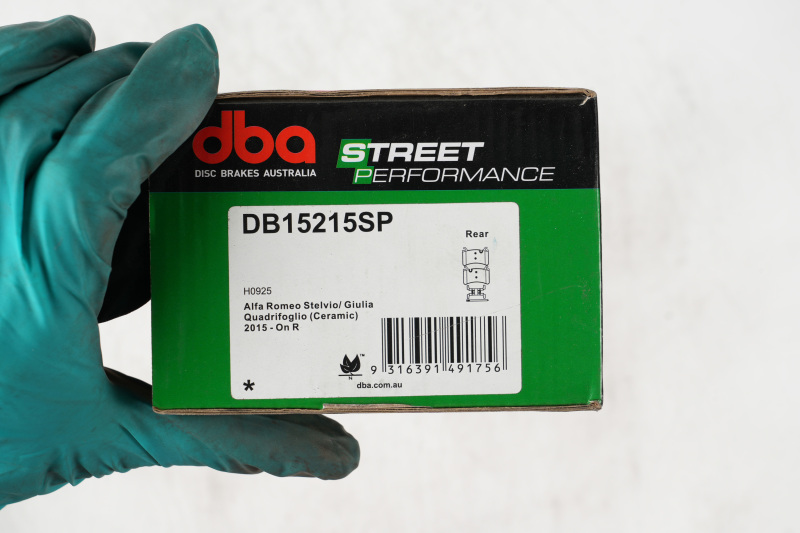 dba
DISC BRAKES AUSTRALIA
STREET
PERFORMANCE
DB15215SP
Rear
H0925
Alfa Romeo Stelvio/ Giulia
Quadrifoglio (Ceramic)
2015 - On R
™
N
9 316391 491756
*
dba.com.au